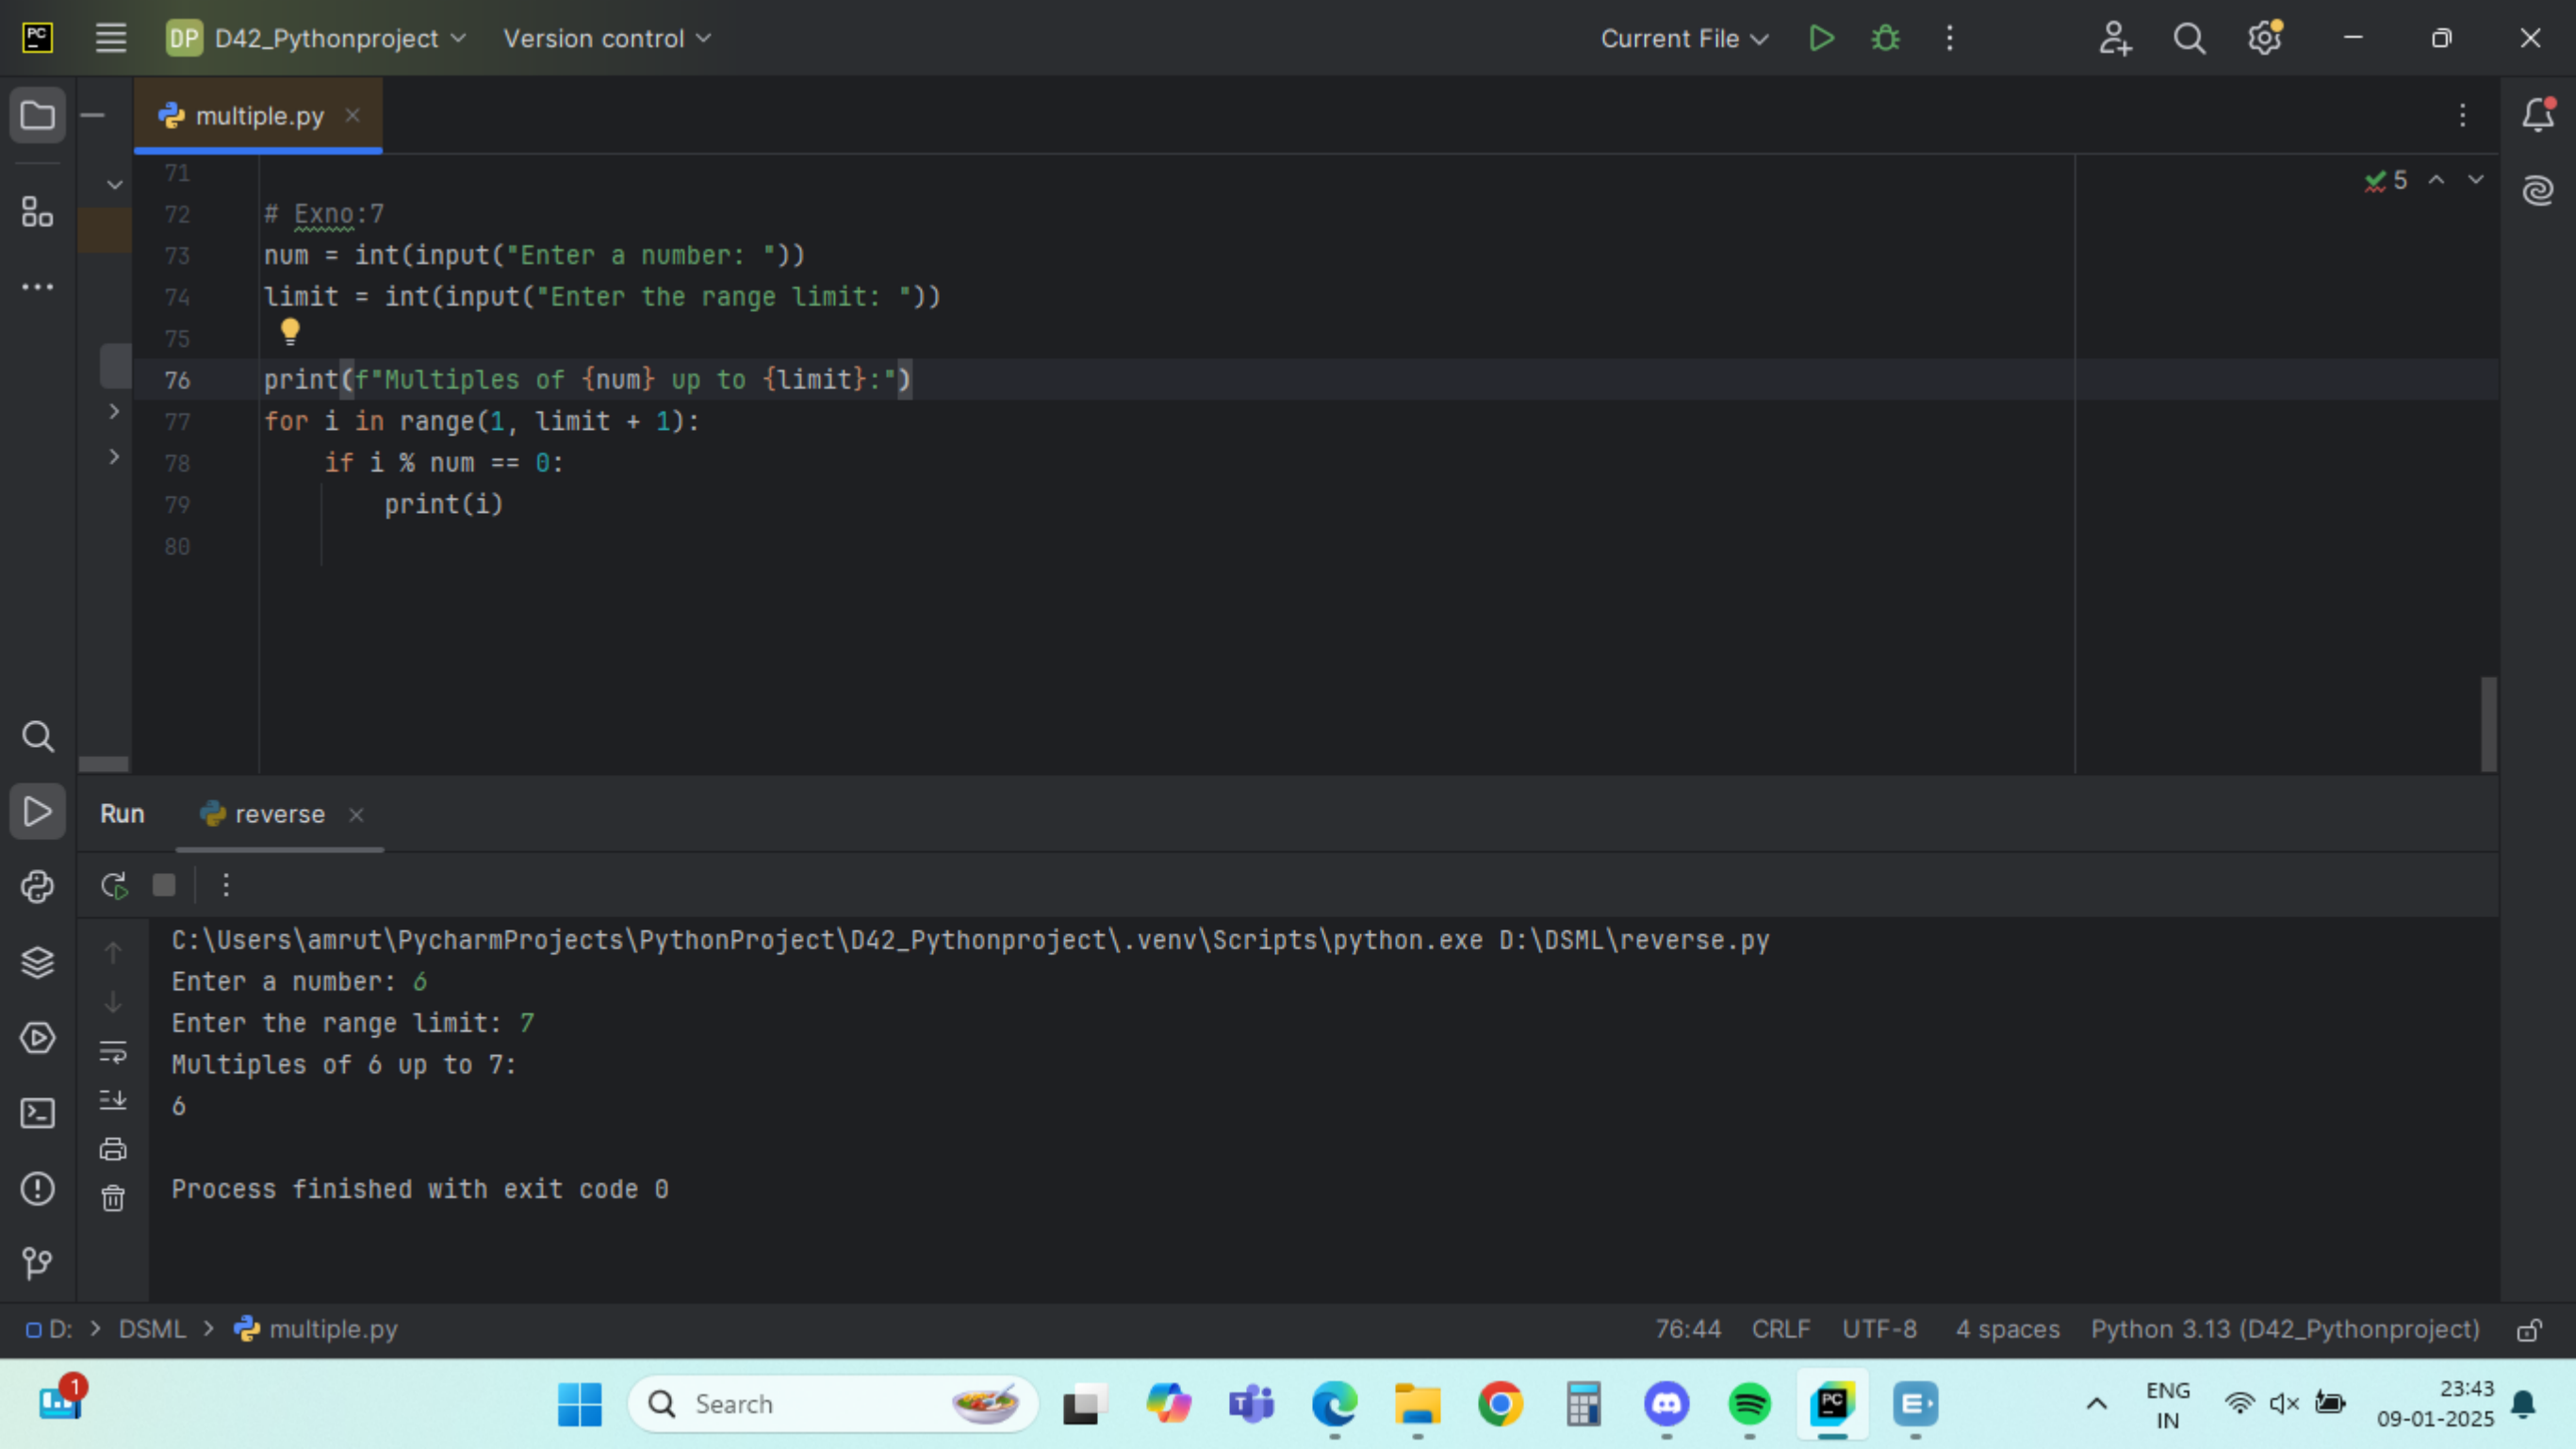 PC
DP D42_Pythonproject Version control Current File
multiple.py
5
71
72 # Exno:7
73 num = int(input("Enter a number: "))
74 limit = int(input("Enter the range limit: "))
75
76 print(f"Multiples of {num} up to {limit}:")
77 for i in range(1, limit + 1):
78     if i % num == 0:
79         print(i)
80
Run reverse
C:\Users\amrut\PycharmProjects\PythonProject\D42_Pythonproject\.venv\Scripts\python.exe D:\DSML\reverse.py
Enter a number: 6
Enter the range limit: 7
Multiples of 6 up to 7:
6
Process finished with exit code 0
D: > DSML > multiple.py 76:44 CRLF UTF-8 4 spaces Python 3.13 (D42_Pythonproject)
1
Search
T
PC
E
ENG
IN
23:43
09-01-2025